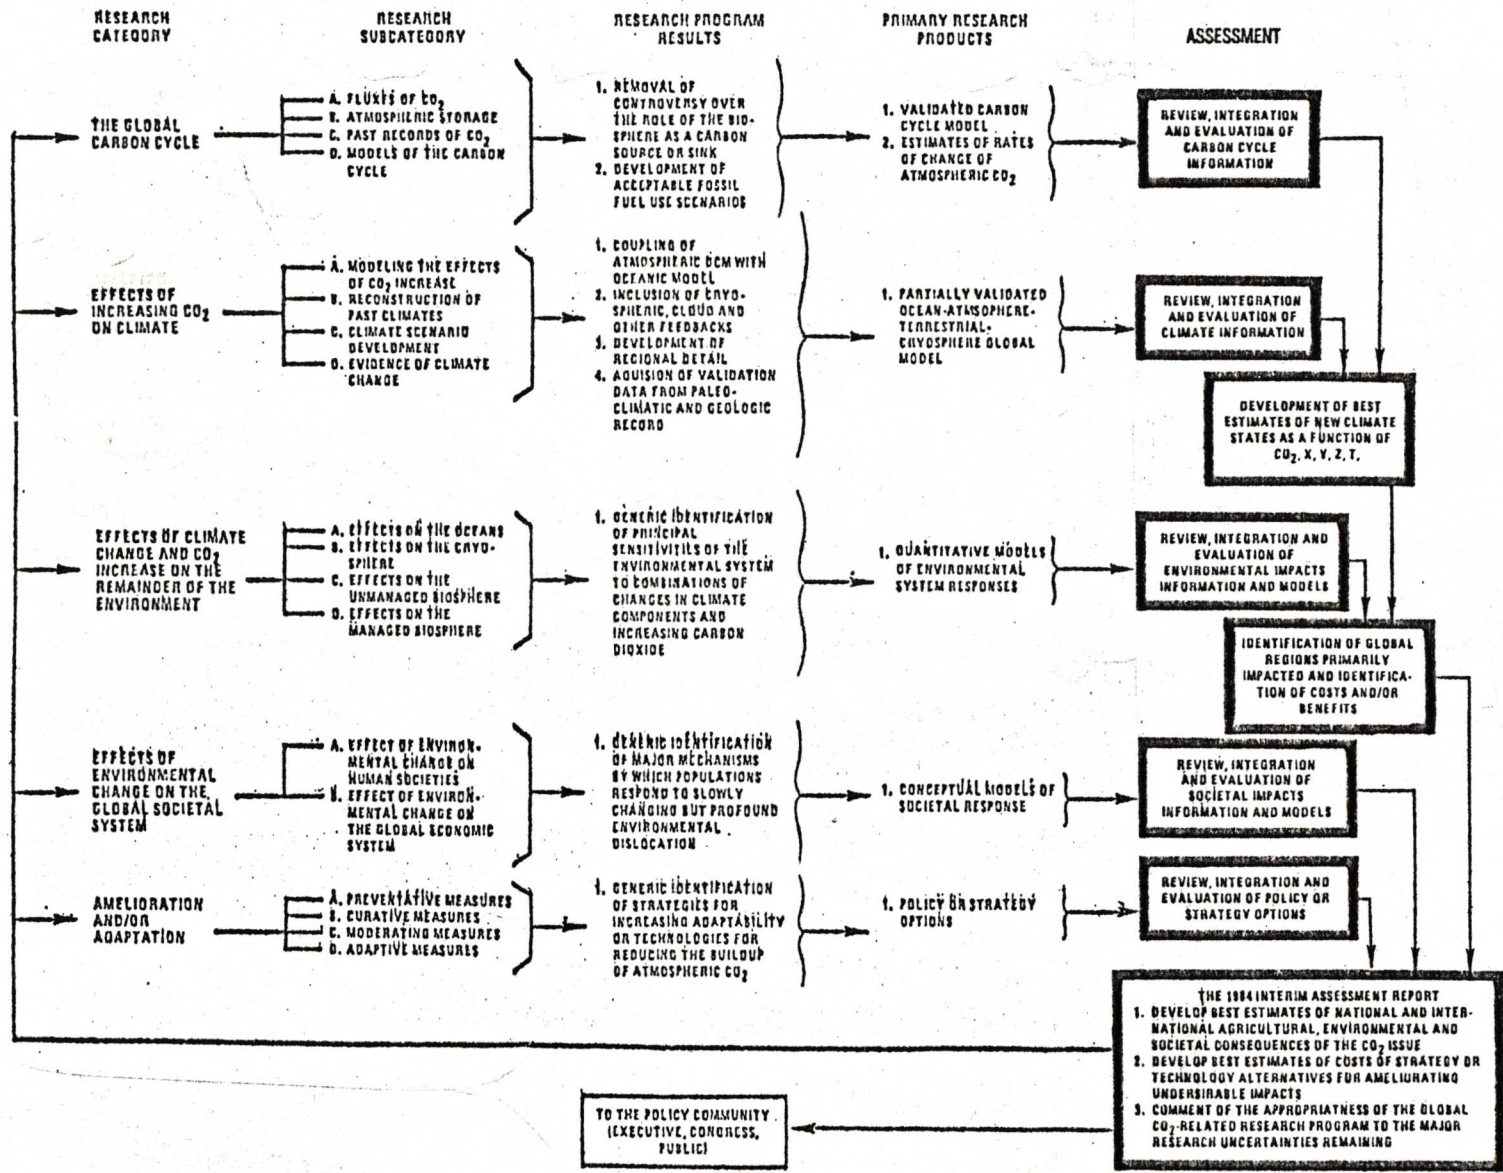 RESEARCH
CATEGORY
RESEARCH
SUBCATEGORY
RESEARCH PROGRAM
RESULTS
PRIMARY RESEARCH
PRODUCTS
ASSESSMENT
THE GLOBAL
CARBON CYCLE
A. FLUXES OF CO2
B. ATMOSPHERIC STORAGE
C. PAST RECORDS OF CO2
D. MODELS OF THE CARBON
CYCLE
1. REMOVAL OF
CONTROVERSY OVER
THE ROLE OF THE BIO-
SPHERE AS A CARBON
SOURCE OR SINK
2. DEVELOPMENT OF
ACCEPTABLE FOSSIL
FUEL USE SCENARIOS
1. VALIDATED CARBON
CYCLE MODEL
2. ESTIMATES OF RATES
OF CHANGE OF
ATMOSPHERIC CO2
REVIEW, INTEGRATION
AND EVALUATION OF
CARBON CYCLE
INFORMATION
EFFECTS OF
INCREASING CO2
ON CLIMATE
A. MODELING THE EFFECTS
OF CO2 INCREASE
B. RECONSTRUCTION OF
PAST CLIMATES
C. CLIMATE SCENARIO
DEVELOPMENT
D. EVIDENCE OF CLIMATE
CHANGE
1. COUPLING OF
ATMOSPHERIC GCM WITH
OCEANIC MODEL
2. INCLUSION OF CRYO-
SPHERIC, CLOUD AND
OTHER FEEDBACKS
3. DEVELOPMENT OF
REGIONAL DETAIL
4. AQUISION OF VALIDATION
DATA FROM PALEO-
CLIMATIC AND GEOLOGIC
RECORD
1. PARTIALLY VALIDATED
OCEAN-ATMSOPHERE-
TERRESTRIAL-
CRYOSPHERE GLOBAL
MODEL
REVIEW, INTEGRATION
AND EVALUATION OF
CLIMATE INFORMATION
DEVELOPMENT OF BEST
ESTIMATES OF NEW CLIMATE
STATES AS A FUNCTION OF
CO2, X, Y, Z, T,
EFFECTS OF CLIMATE
CHANGE AND CO2
INCREASE ON THE
REMAINDER OF THE
ENVIRONMENT
A. EFFECTS ON THE OCEANS
B. EFFECTS ON THE CRYO-
SPHERE
C. EFFECTS ON THE
UNMANAGED BIOSPHERE
D. EFFECTS ON THE
MANAGED BIOSPHERE
1. GENERIC IDENTIFICATION
OF PRINCIPAL
SENSITIVITIES OF THE
ENVIRONMENTAL SYSTEM
TO COMBINATIONS OF
CHANGES IN CLIMATE
COMPONENTS AND
INCREASING CARBON
DIOXIDE
1. QUANTITATIVE MODELS
OF ENVIRONMENTAL
SYSTEM RESPONSES
REVIEW, INTEGRATION AND
EVALUATION OF
ENVIRONMENTAL IMPACTS
INFORMATION AND MODELS
IDENTIFICATION OF GLOBAL
REGIONS PRIMARILY
IMPACTED AND IDENTIFICA-
TION OF COSTS AND/OR
BENEFITS
EFFECTS OF
ENVIRONMENTAL
CHANGE ON THE
GLOBAL SOCIETAL
SYSTEM
A. EFFECT OF ENVIRON-
MENTAL CHANGE ON
HUMAN SOCIETIES
B. EFFECT OF ENVIRON-
MENTAL CHANGE ON
THE GLOBAL ECONOMIC
SYSTEM
1. GENERIC IDENTIFICATION
OF MAJOR MECHANISMS
BY WHICH POPULATIONS
RESPOND TO SLOWLY
CHANGING BUT PROFOUND
ENVIRONMENTAL
DISLOCATION
1. CONCEPTUAL MODELS OF
SOCIETAL RESPONSE
REVIEW, INTEGRATION
AND EVALUATION OF
SOCIETAL IMPACTS
INFORMATION AND MODELS
AMELIORATION
AND/OR
ADAPTATION
A. PREVENTATIVE MEASURES
B. CURATIVE MEASURES
C. MODERATING MEASURES
D. ADAPTIVE MEASURES
1. GENERIC IDENTIFICATION
OF STRATEGIES FOR
INCREASING ADAPTABILITY
OR TECHNOLOGIES FOR
REDUCING THE BUILDUP
OF ATMOSPHERIC CO2
1. POLICY OR STRATEGY
OPTIONS
REVIEW, INTEGRATION AND
EVALUATION OF POLICY OR
STRATEGY OPTIONS
THE 1984 INTERIM ASSESSMENT REPORT
1. DEVELOP BEST ESTIMATES OF NATIONAL AND INTER-
NATIONAL AGRICULTURAL, ENVIRONMENTAL AND
SOCIETAL CONSEQUENCES OF THE CO2 ISSUE
2. DEVELOP BEST ESTIMATES OF COSTS OF STRATEGY OR
TECHNOLOGY ALTERNATIVES FOR AMELIORATING
UNDERSIRABLE IMPACTS
3. COMMENT OF THE APPROPRIATNESS OF THE GLOBAL
CO2-RELATED RESEARCH PROGRAM TO THE MAJOR
RESEARCH UNCERTAINTIES REMAINING
TO THE POLICY COMMUNITY
(EXECUTIVE, CONGRESS,
PUBLIC)